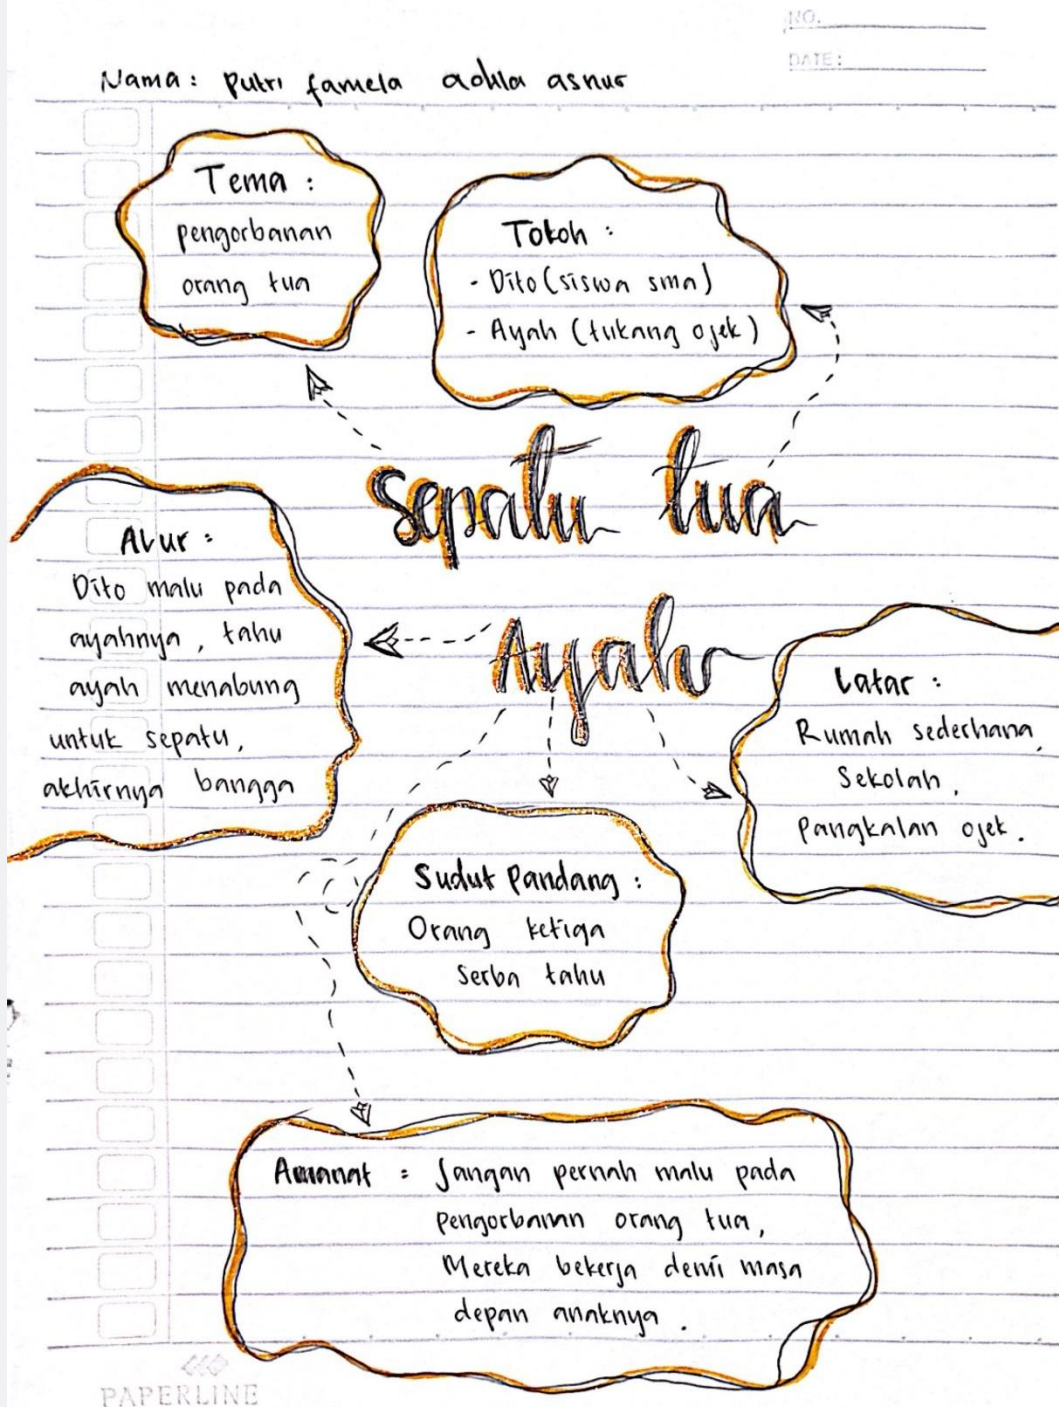 NO.
DATE:
Nama : Putri famela adhla asnur
Tema :
pengorbanan
orang tua
Tokoh :
- Dito (siswa sma)
- Ayah (tukang ojek)
Sepatu tua
Ayah
Alur :
Dito malu pada
ayahnya, tahu
ayah menabung
untuk sepatu,
akhirnya bangga
Latar :
Rumah sederhana,
Sekolah,
Pangkalan ojek.
Sudut Pandang :
Orang ketiga
Serba tahu
Amanat : Jangan pernah malu pada
pengorbanan orang tua,
Mereka bekerja demi masa
depan anaknya.
PAPERLINE